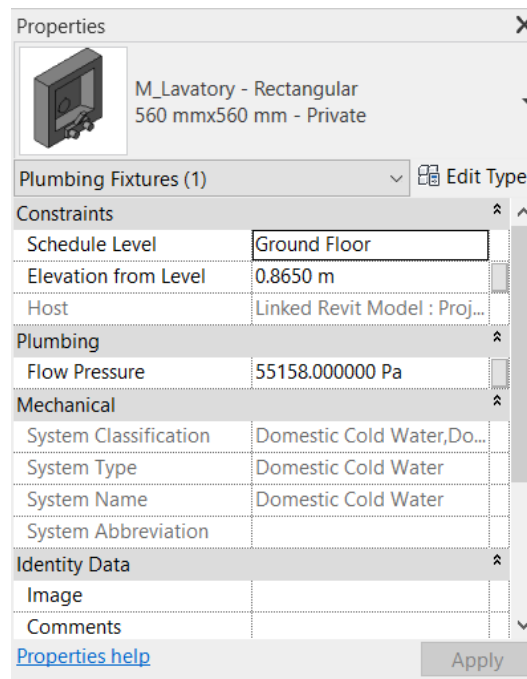 Properties
M_Lavatory - Rectangular
560 mmx560 mm - Private
Plumbing Fixtures (1) Edit Type
Constraints
Schedule Level Ground Floor
Elevation from Level 0.8650 m
Host Linked Revit Model : Proj...
Plumbing
Flow Pressure 55158.000000 Pa
Mechanical
System Classification Domestic Cold Water,Do...
System Type Domestic Cold Water
System Name Domestic Cold Water
System Abbreviation
Identity Data
Image
Comments
Properties help Apply